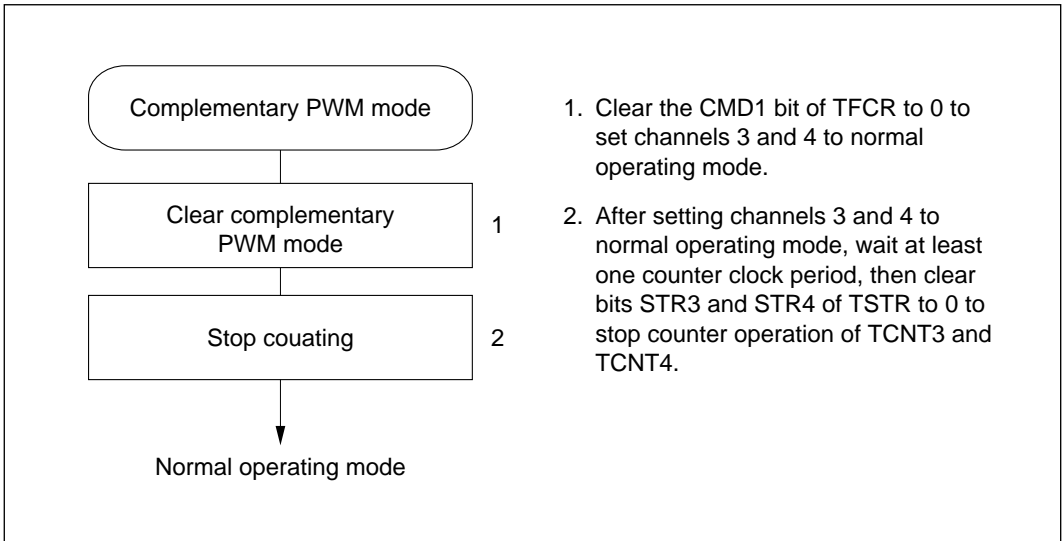 Complementary PWM mode
Clear complementary
PWM mode
1
Stop couating
2
Normal operating mode
1. Clear the CMD1 bit of TFCR to 0 to
set channels 3 and 4 to normal
operating mode.
2. After setting channels 3 and 4 to
normal operating mode, wait at least
one counter clock period, then clear
bits STR3 and STR4 of TSTR to 0 to
stop counter operation of TCNT3 and
TCNT4.